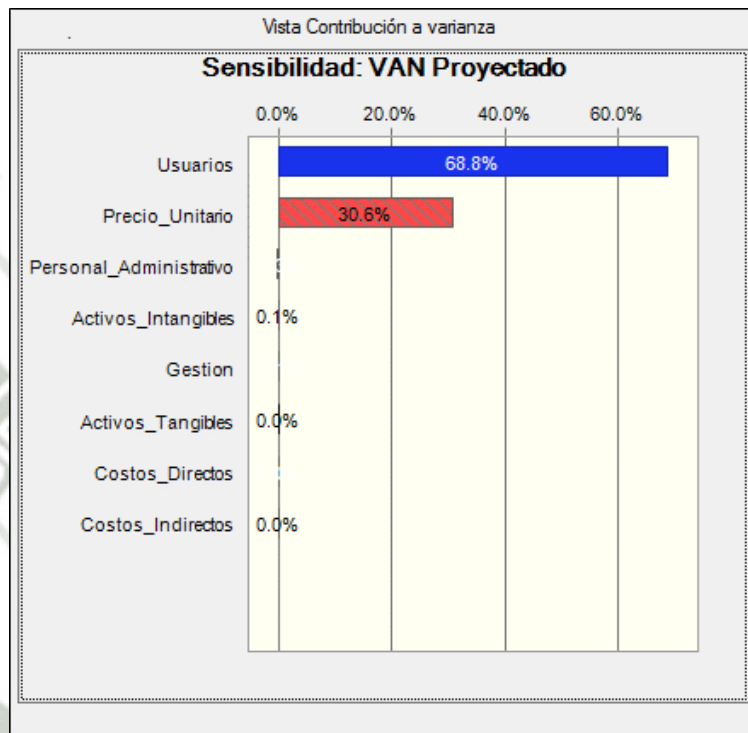 Vista Contribución a varianza
Sensibilidad: VAN Proyectado
0.0% 20.0% 40.0% 60.0%
Usuarios 68.8%
Precio_Unitario 30.6%
Personal_Administrativo
Activos_Intangibles 0.1%
Gestion
Activos_Tangibles 0.0%
Costos_Directos
Costos_Indirectos 0.0%